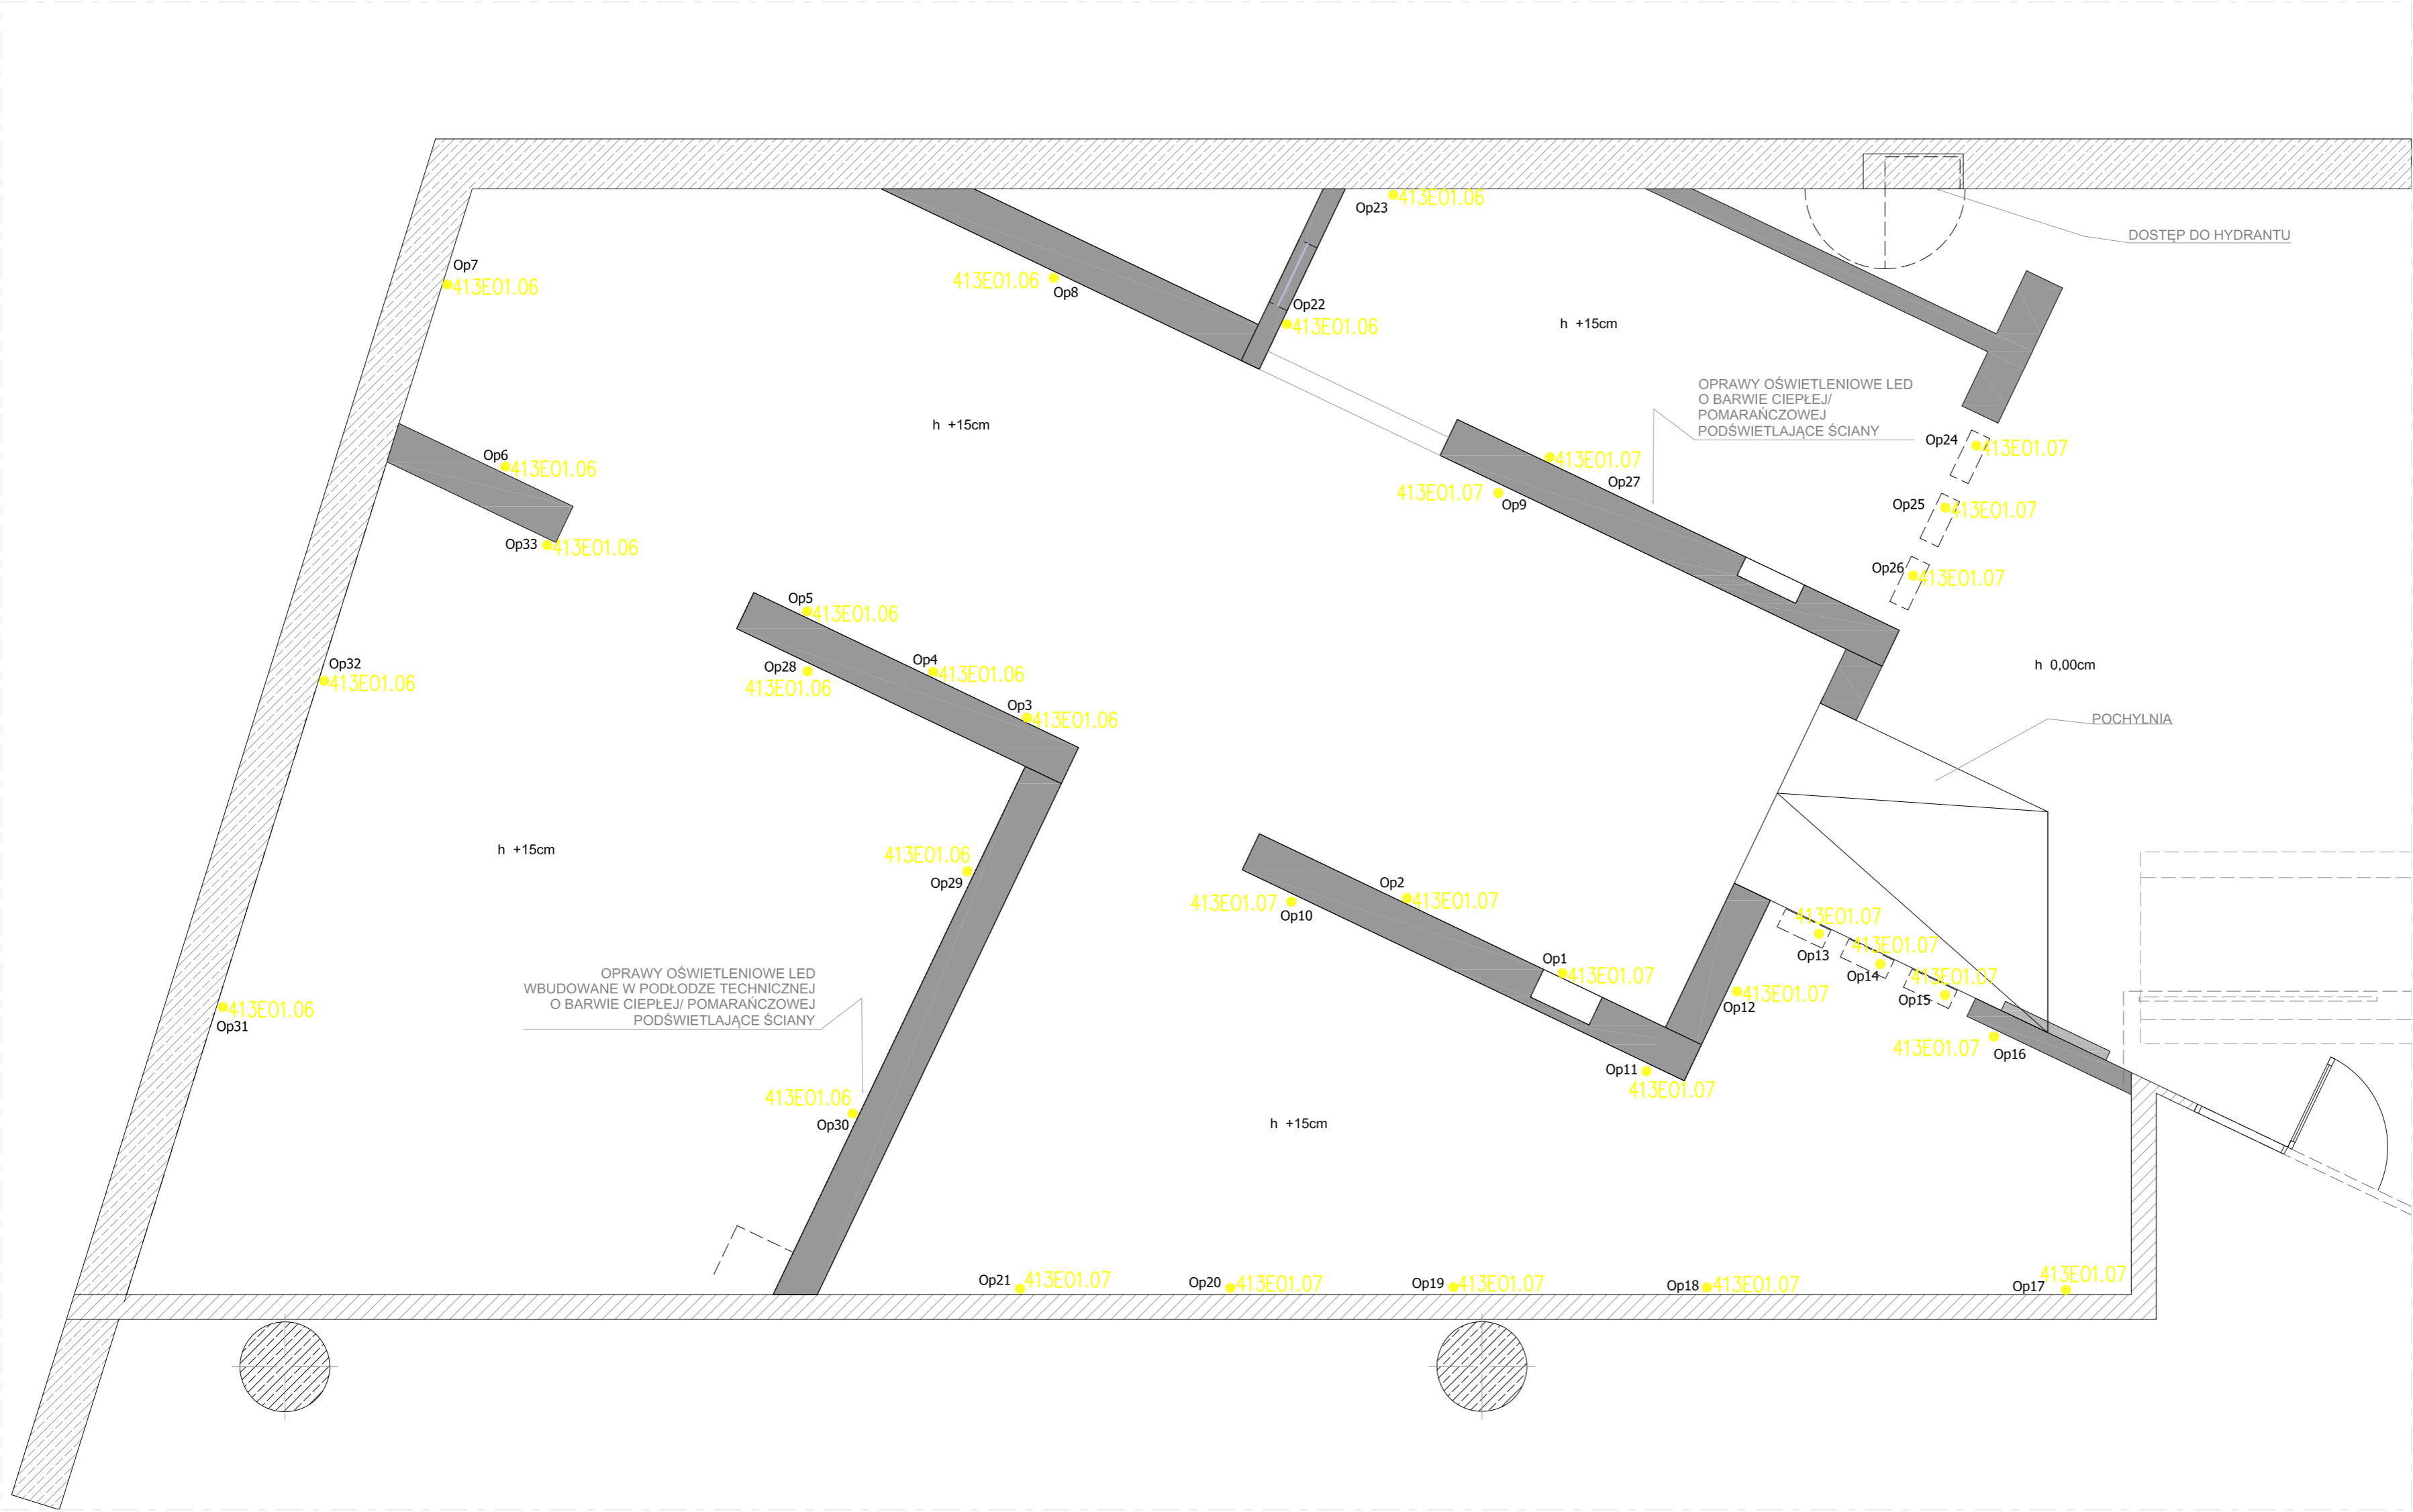 Op23
413E01.06
DOSTĘP DO HYDRANTU
Op7
413E01.06
413E01.06
Op8
Op22
413E01.06
h +15cm
OPRAWY OŚWIETLENIOWE LED
O BARWIE CIEPŁEJ/
POMARAŃCZOWEJ
PODŚWIETLAJĄCE ŚCIANY
h +15cm
Op24
413E01.07
Op6
413E01.06
413E01.07
Op27
413E01.07
Op9
Op25
413E01.07
Op33
413E01.06
Op26
413E01.07
Op5
413E01.06
Op4
413E01.06
Op28
413E01.06
Op32
413E01.06
h 0,00cm
Op3
413E01.06
POCHYLNIA
h +15cm
413E01.06
Op29
Op2
413E01.07
413E01.07
Op10
413E01.07
Op13
413E01.07
Op14
413E01.07
Op15
Op1
413E01.07
OPRAWY OŚWIETLENIOWE LED
WBUDOWANE W PODŁODZE TECHNICZNEJ
O BARWIE CIEPŁEJ/ POMARAŃCZOWEJ
PODŚWIETLAJĄCE ŚCIANY
413E01.07
Op12
413E01.06
Op31
413E01.07
Op16
Op11
413E01.07
413E01.06
Op30
h +15cm
Op21
413E01.07
Op20
413E01.07
Op19
413E01.07
Op18
413E01.07
413E01.07
Op17